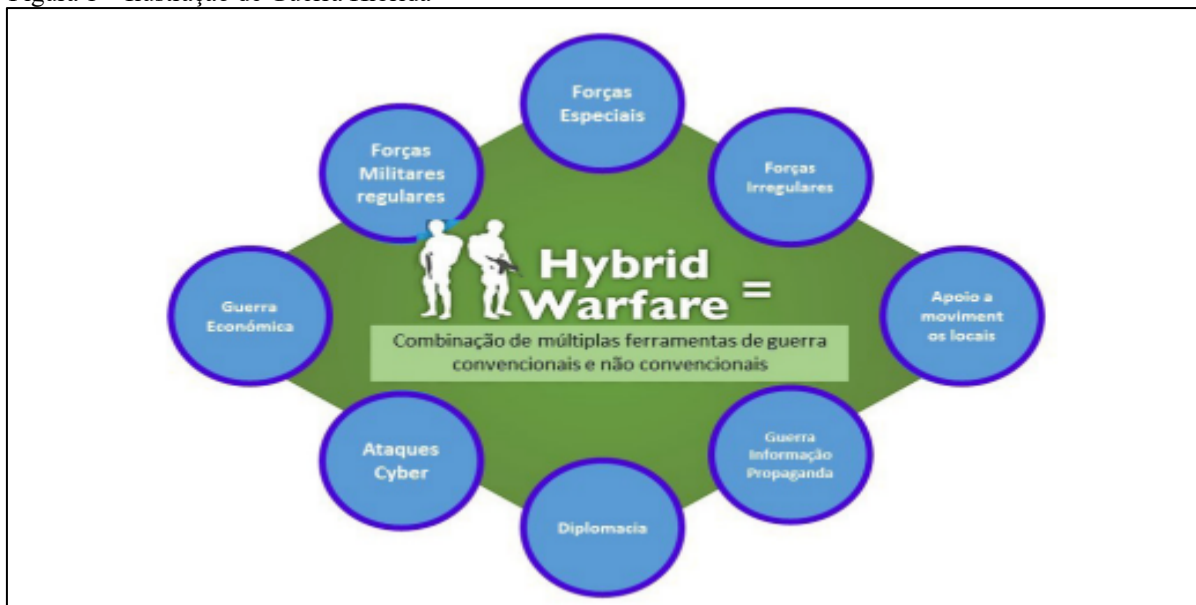 Forças
Especiais
Forças
Militares
regulares
Forças
Irregulares
Hybrid
Warfare =
Guerra
Económica
Apoio a
moviment
os locais
Combinação de múltiplas ferramentas de guerra
convencionais e não convencionais
Ataques
Cyber
Guerra
Informação
Propaganda
Diplomacia